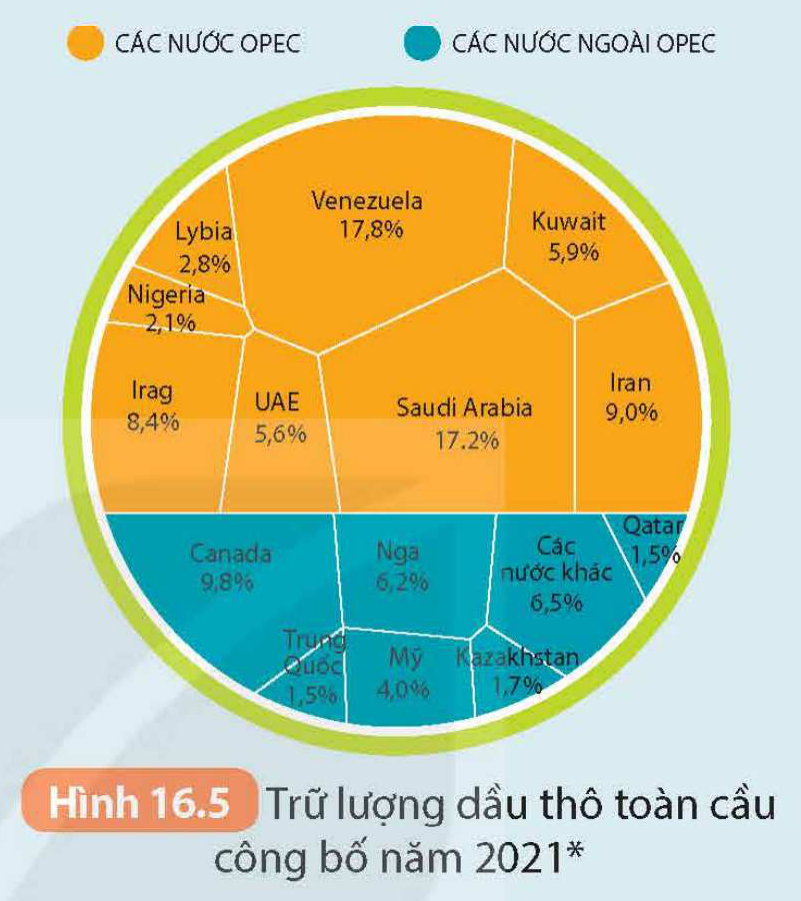 CÁC NƯỚC OPEC
CÁC NƯỚC NGOÀI OPEC
Venezuela
17,8%
Kuwait
5,9%
Lybia
2,8%
Nigeria
2,1%
Irag
8,4%
UAE
5,6%
Saudi Arabia
17.2%
Iran
9,0%
Canada
9,8%
Nga
6,2%
Các
nước khác
6,5%
Qatar
1,5%
Trung
Quốc
1,5%
Mỹ
4,0%
Kazakhstan
1,7%
Hình 16.5 Trữ lượng dầu thô toàn cầu
công bố năm 2021*